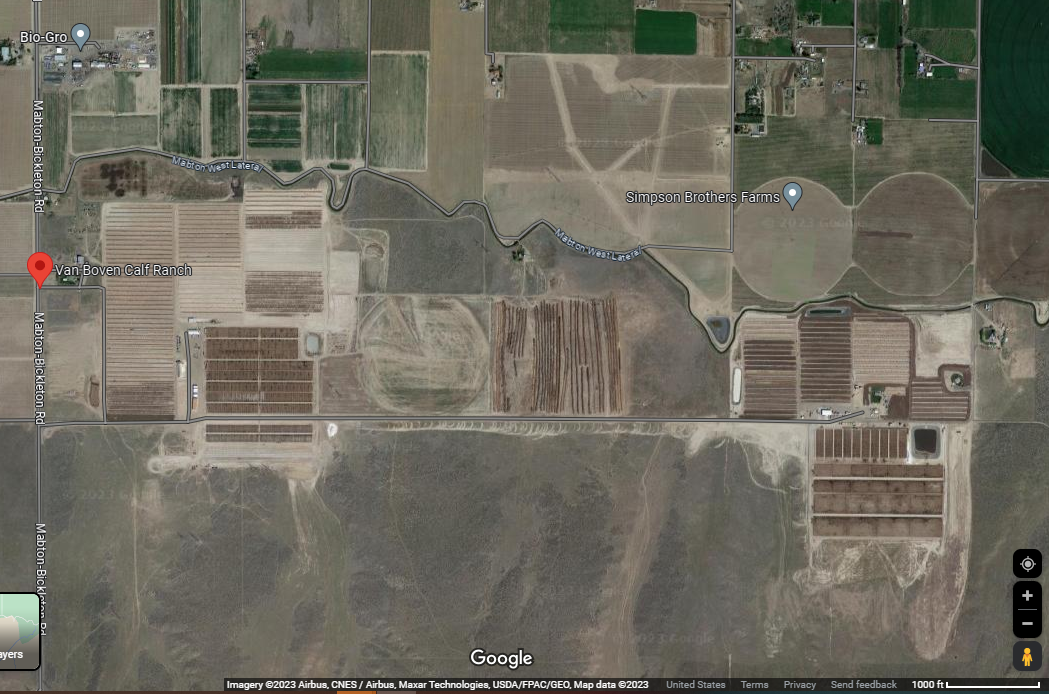 Bio-Gro
Mabton-Bickleton Rd
Mabton West Lateral
Simpson Brothers Farms
Mabton West Lateral
Van Boven Calf Ranch
Mabton-Bickleton Rd
Mabton-Bickleton Rd
ayers
Google
Imagery ©2023 Airbus, CNES / Airbus, Maxar Technologies, USDA/FPAC/GEO, Map data ©2023 United States Terms Privacy Send feedback 1000 ft